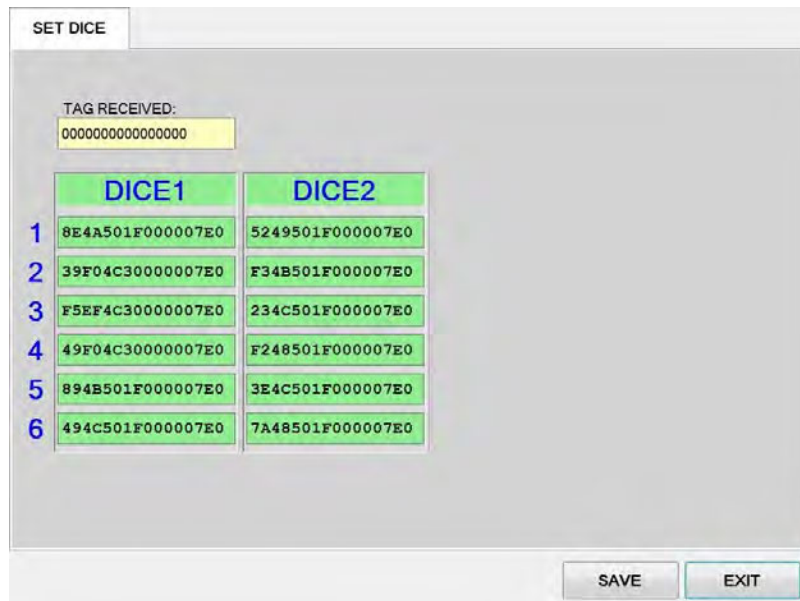 SET DICE
TAG RECEIVED:
0000000000000000
DICE1 DICE2
1 8E4A501F000007E0 5249501F000007E0
2 39F04C30000007E0 F34B501F000007E0
3 F5EF4C30000007E0 234C501F000007E0
4 49F04C30000007E0 F248501F000007E0
5 894B501F000007E0 3E4C501F000007E0
6 494C501F000007E0 7A48501F000007E0
SAVE EXIT